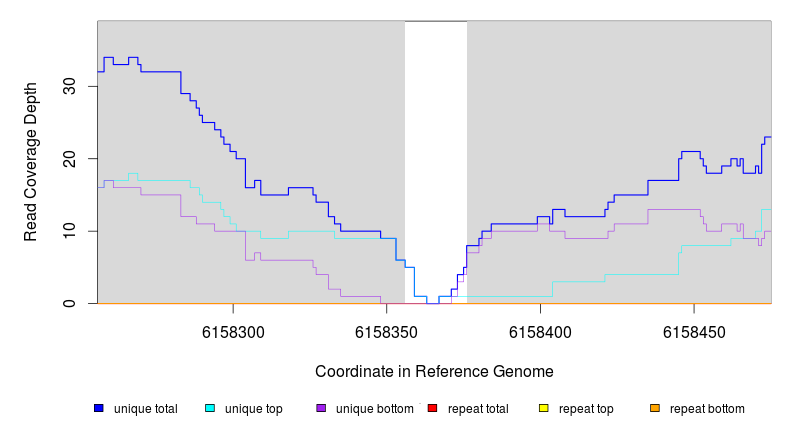 Read Coverage Depth
30
20
10
0
6158300 6158350 6158400 6158450
Coordinate in Reference Genome
unique total unique top unique bottom repeat total repeat top repeat bottom